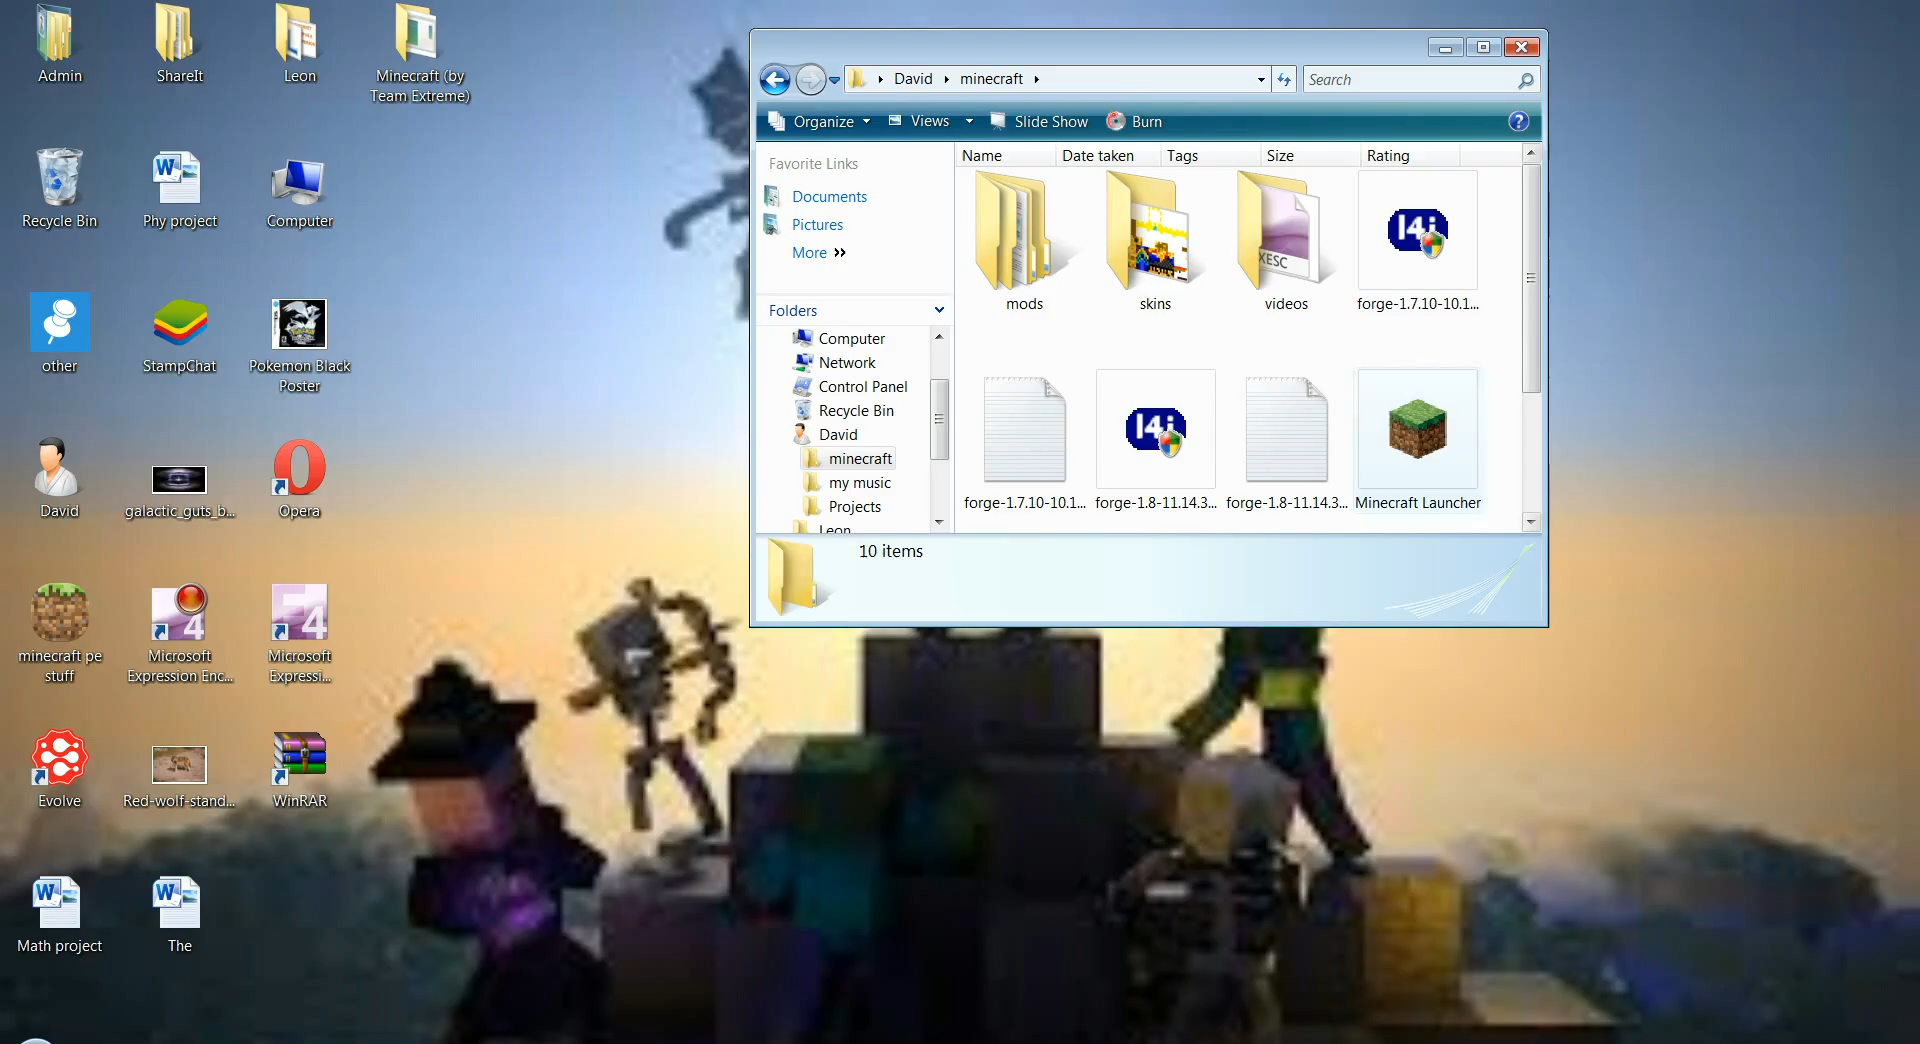 Admin
ShareIt
Leon
Minecraft (by
Team Extreme)
Recycle Bin
Phy project
Computer
other
StampChat
Pokemon Black
Poster
David
galactic_guts_b...
Opera
minecraft pe
stuff
Microsoft
Expression Enc...
Microsoft
Expressi...
Evolve
Red-wolf-stand...
WinRAR
Math project
The
David
minecraft
Search
Organize
Views
Slide Show
Burn
Favorite Links
Documents
Pictures
More
Folders
Computer
Network
Control Panel
Recycle Bin
David
minecraft
my music
Projects
Leon
Name
Date taken
Tags
Size
Rating
mods
skins
XESC
videos
forge-1.7.10-10.1...
forge-1.7.10-10.1...
forge-1.8-11.14.3...
forge-1.8-11.14.3...
Minecraft Launcher
10 items